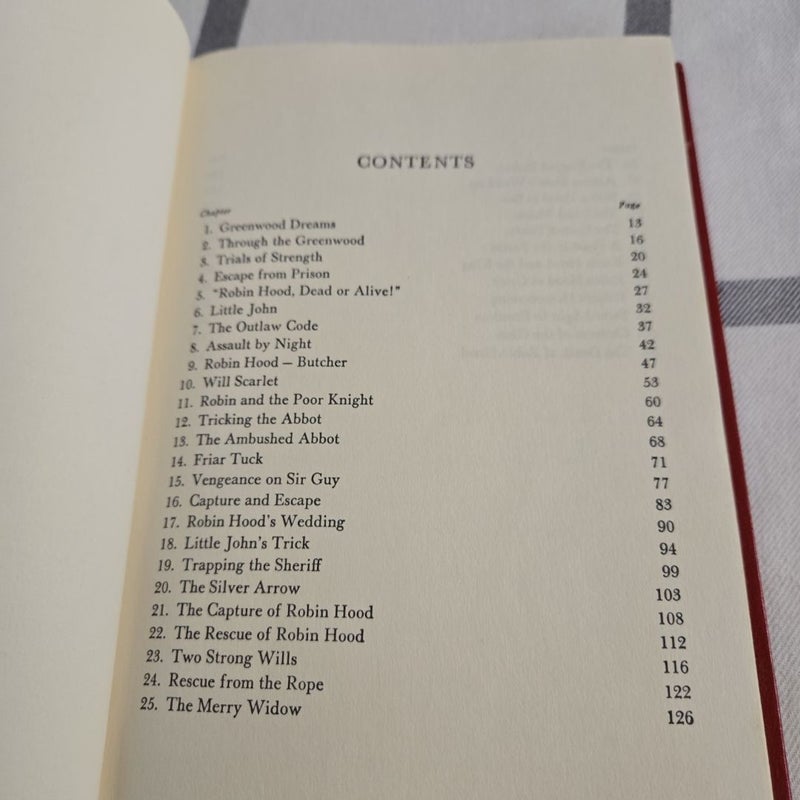 CONTENTS
Chapter Page
1. Greenwood Dreams 13
2. Through the Greenwood 16
3. Trials of Strength 20
4. Escape from Prison 24
5. "Robin Hood, Dead or Alive!" 27
6. Little John 32
7. The Outlaw Code 37
8. Assault by Night 42
9. Robin Hood — Butcher 47
10. Will Scarlet 53
11. Robin and the Poor Knight 60
12. Tricking the Abbot 64
13. The Ambushed Abbot 68
14. Friar Tuck 71
15. Vengeance on Sir Guy 77
16. Capture and Escape 83
17. Robin Hood's Wedding 90
18. Little John's Trick 94
19. Trapping the Sheriff 99
20. The Silver Arrow 103
21. The Capture of Robin Hood 108
22. The Rescue of Robin Hood 112
23. Two Strong Wills 116
24. Rescue from the Rope 122
25. The Merry Widow 126